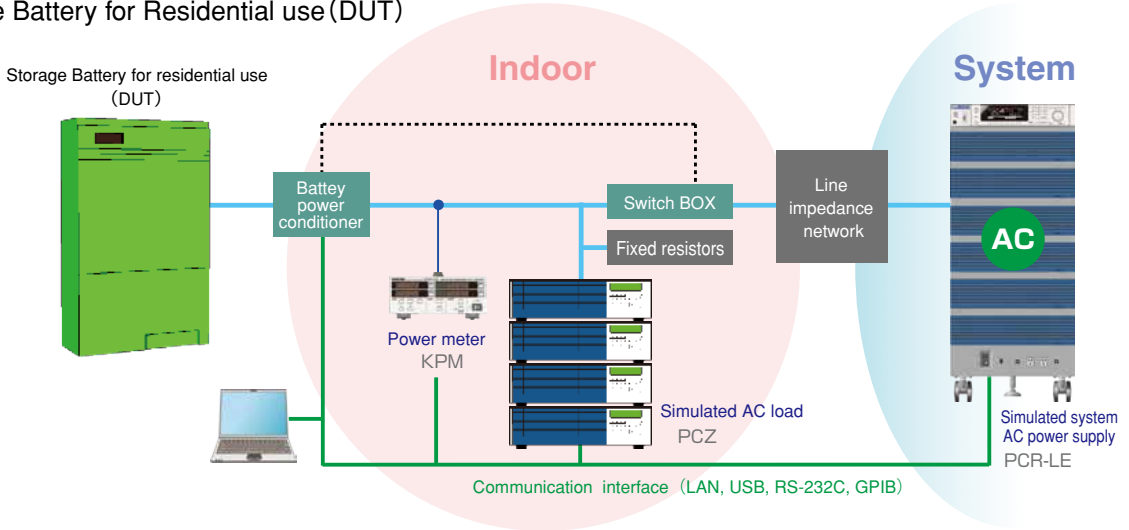 e Battery for Residential use(DUT)
Indoor
System
Storage Battery for residential use
(DUT)
Battey
power
conditioner
Switch BOX
Fixed resistors
Line
impedance
network
AC
Power meter
KPM
Simulated AC load
PCZ
Simulated system
AC power supply
PCR-LE
Communication interface (LAN, USB, RS-232C, GPIB)